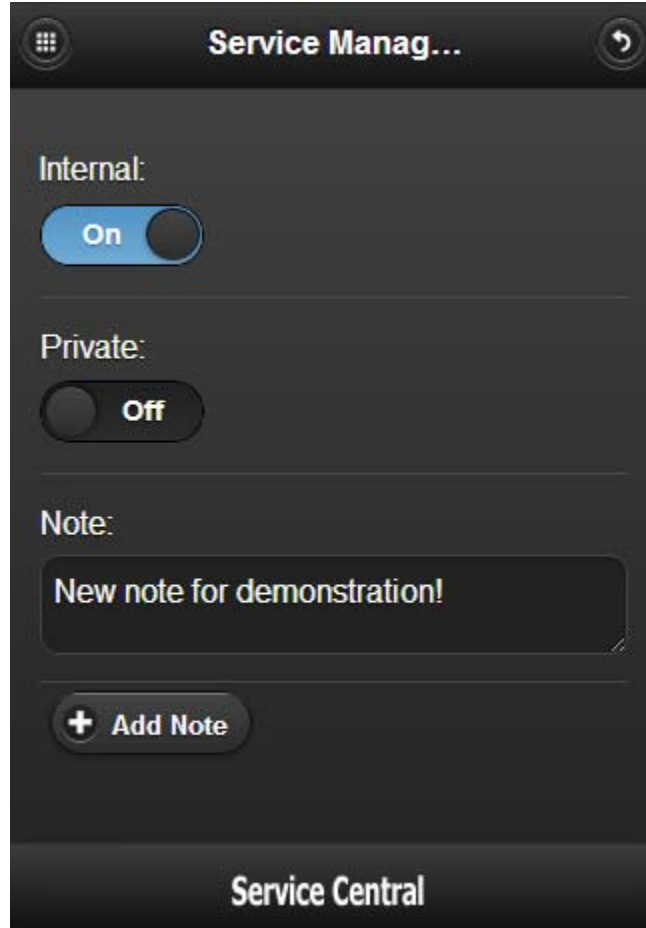 Service Manag...
Internal:
On
Private:
Off
Note:
New note for demonstration!
Add Note
Service Central